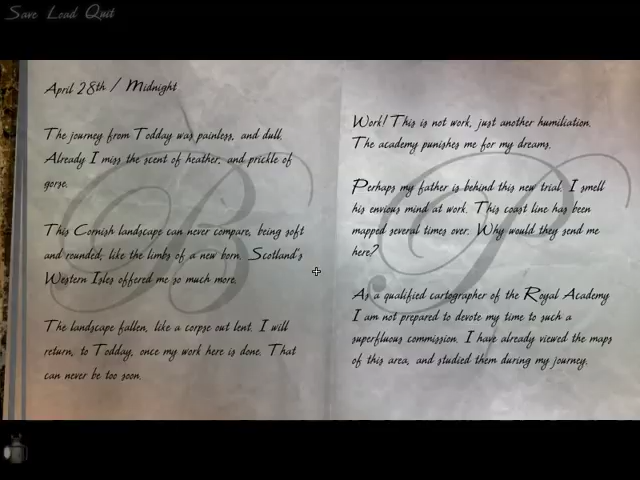 Save Load Quit
April 28th / Midnight
The journey from Todday was painless, and dull.
Already I miss the scent of heather, and prickle of
gorse.
This Cornish landscape can never compare, being soft
and rounded; like the limbs of a new born. Scotland's
Western Isles offered me so much more.
The landscape fallen, like a corpse out lent. I will
return, to Todday, once my work here is done. That
can never be too soon.
Work! This is not work, just another humiliation.
The academy punishes me for my dreams.
Perhaps my father is behind this new trial. I smell
his envious mind at work. This coast line has been
mapped several times over. Why would they send me
here?
As a qualified cartographer of the Royal Academy
I am not prepared to devote my time to such a
superfluous commission. I have already viewed the maps
of this area, and studied them during my journey.
B
P.